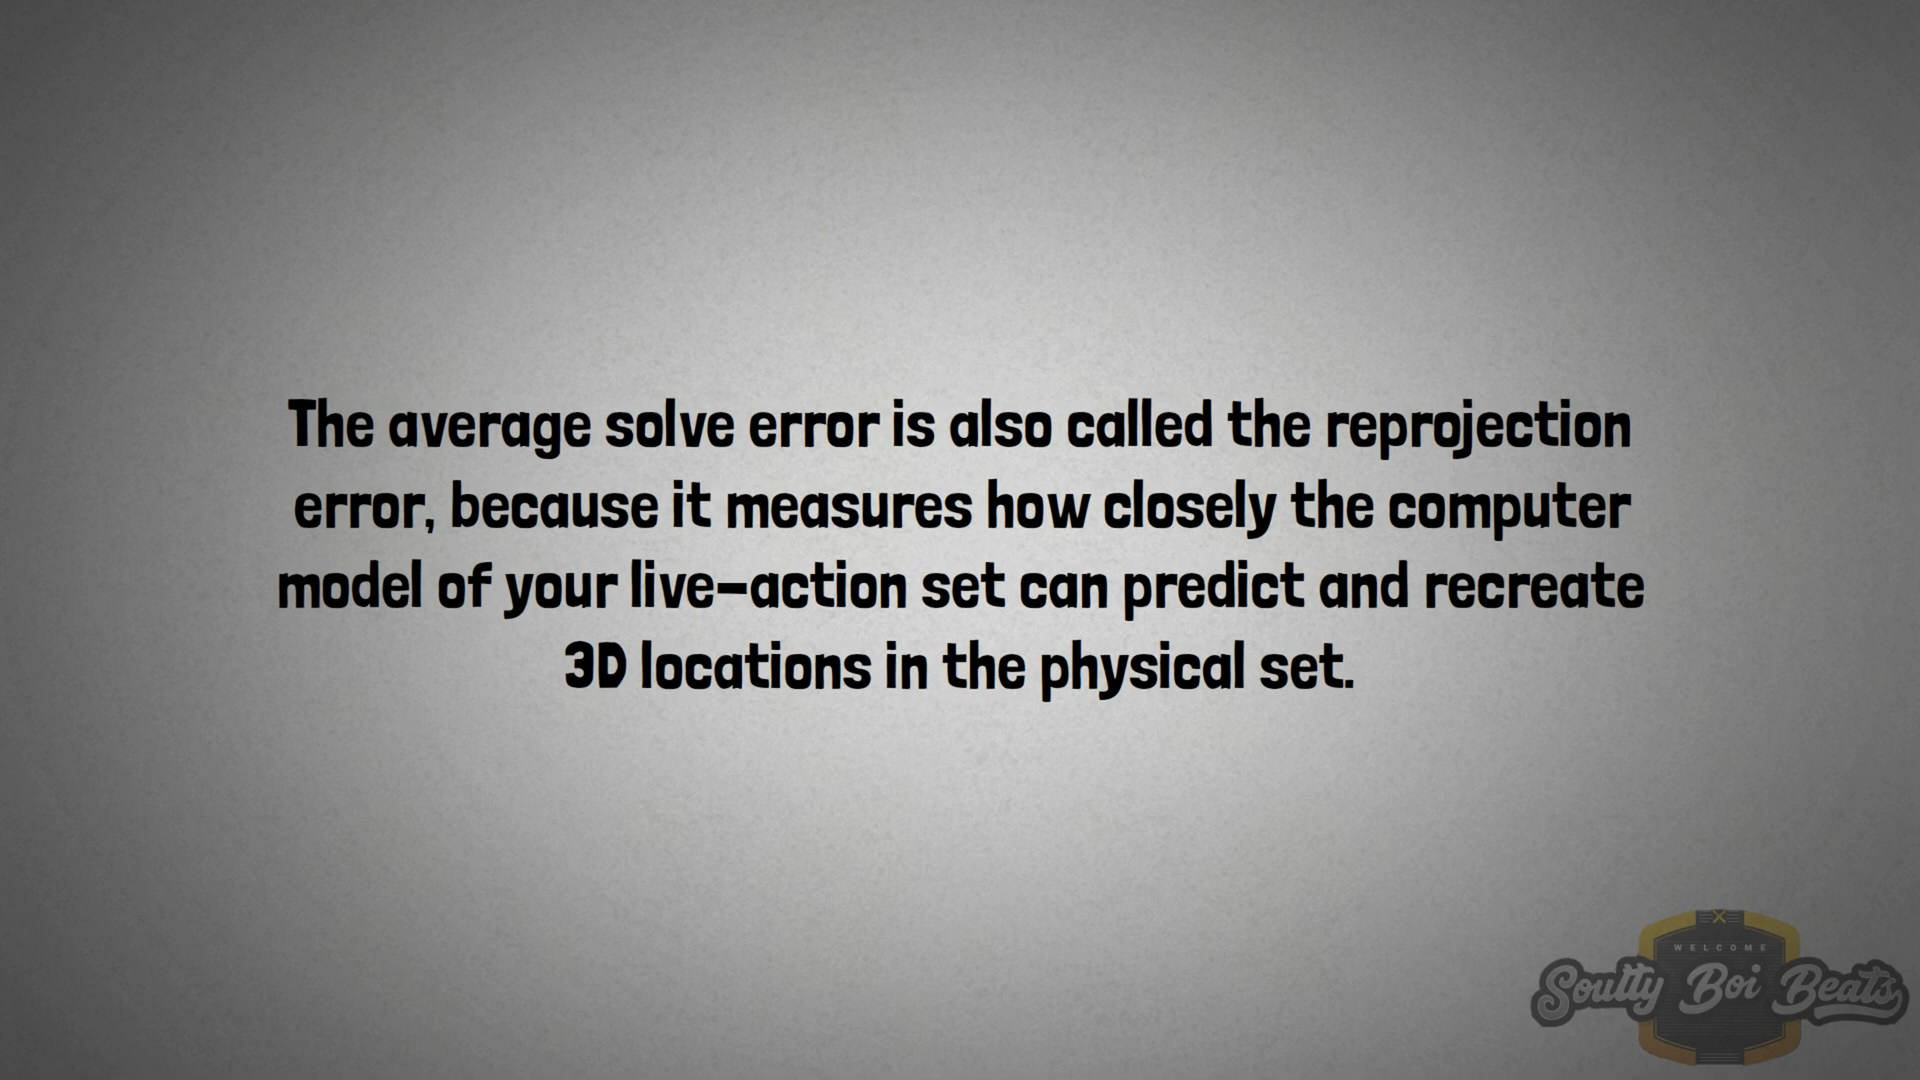 The average solve error is also called the reprojection
error, because it measures how closely the computer
model of your live-action set can predict and recreate
3D locations in the physical set.
WELCOME
Soulty Boi Beats